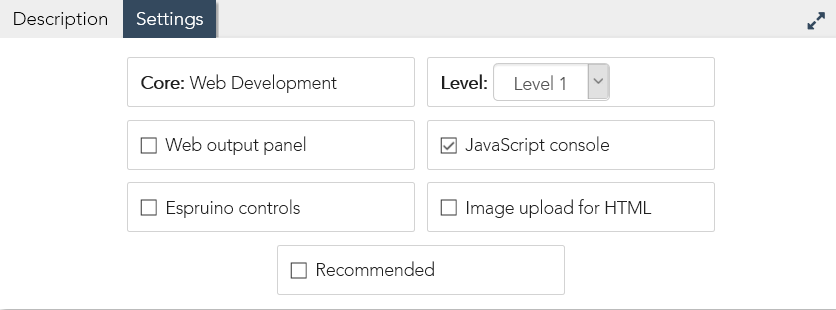 Description Settings
Core: Web Development Level: Level 1
Web output panel JavaScript console
Espruino controls Image upload for HTML
Recommended